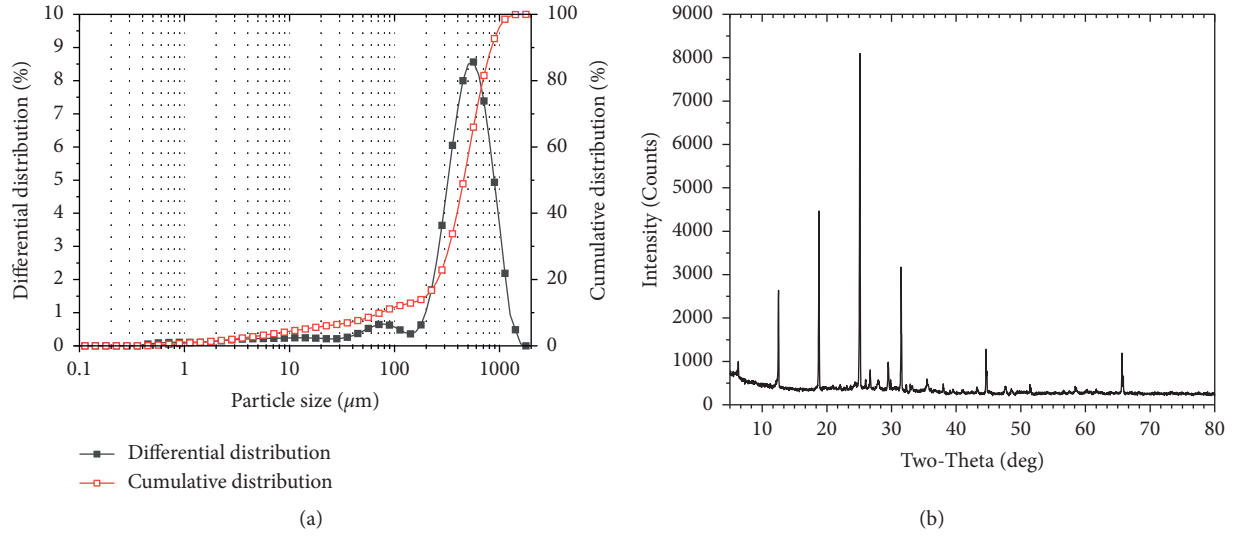 10
9
8
7
6
5
4
3
2
1
0
Differential distribution (%)
100
80
60
40
20
0
Cumulative distribution (%)
0.1 1 10 100 1000
Particle size (μm)
Differential distribution
Cumulative distribution
(a)
9000
8000
7000
6000
5000
4000
3000
2000
1000
0
Intensity (Counts)
10 20 30 40 50 60 70 80
Two-Theta (deg)
(b)